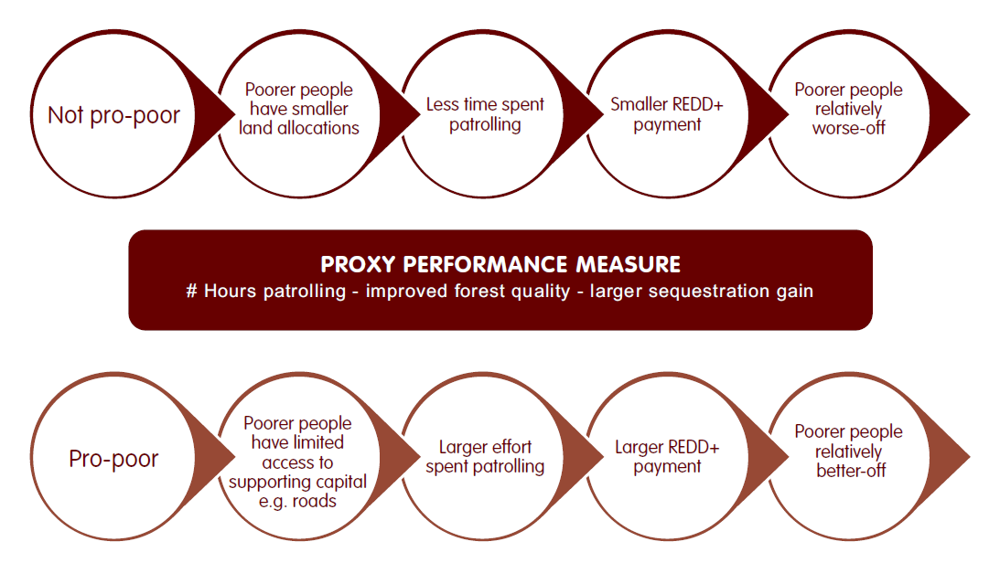 Not pro-poor
Poorer people
have smaller
land allocations
Less time spent
patrolling
Smaller REDD+
payment
Poorer people
relatively
worse-off
PROXY PERFORMANCE MEASURE
# Hours patrolling - improved forest quality - larger sequestration gain
Pro-poor
Poorer people
have limited
access to
supporting capital
e.g. roads
Larger effort
spent patrolling
Larger REDD+
payment
Poorer people
relatively
better-off